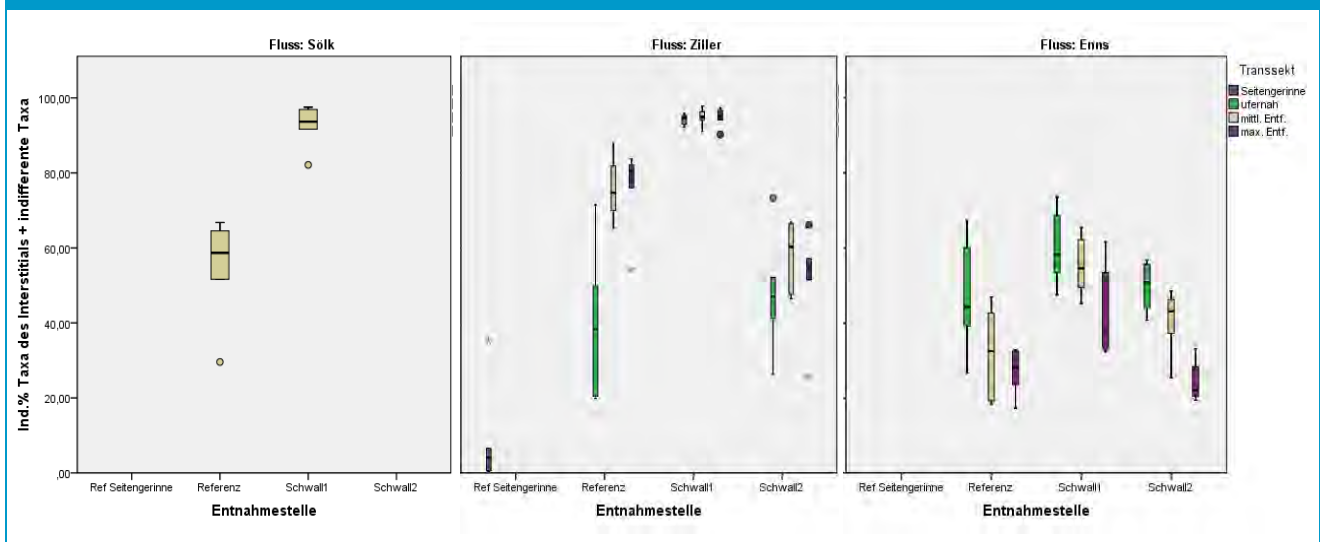 Fluss: Sölk
Fluss: Ziller
Fluss: Enns
Ind.% Taxa des Interstitials + indifferente Taxa
100,00
80,00
60,00
40,00
20,00
,00
Transsekt
Seitengerinne
ufernah
mittl. Entf.
max. Entf.
Ref Seitengerinne Referenz Schwall1 Schwall2
Ref Seitengerinne Referenz Schwall1 Schwall2
Ref Seitengerinne Referenz Schwall1 Schwall2
Entnahmestelle
Entnahmestelle
Entnahmestelle